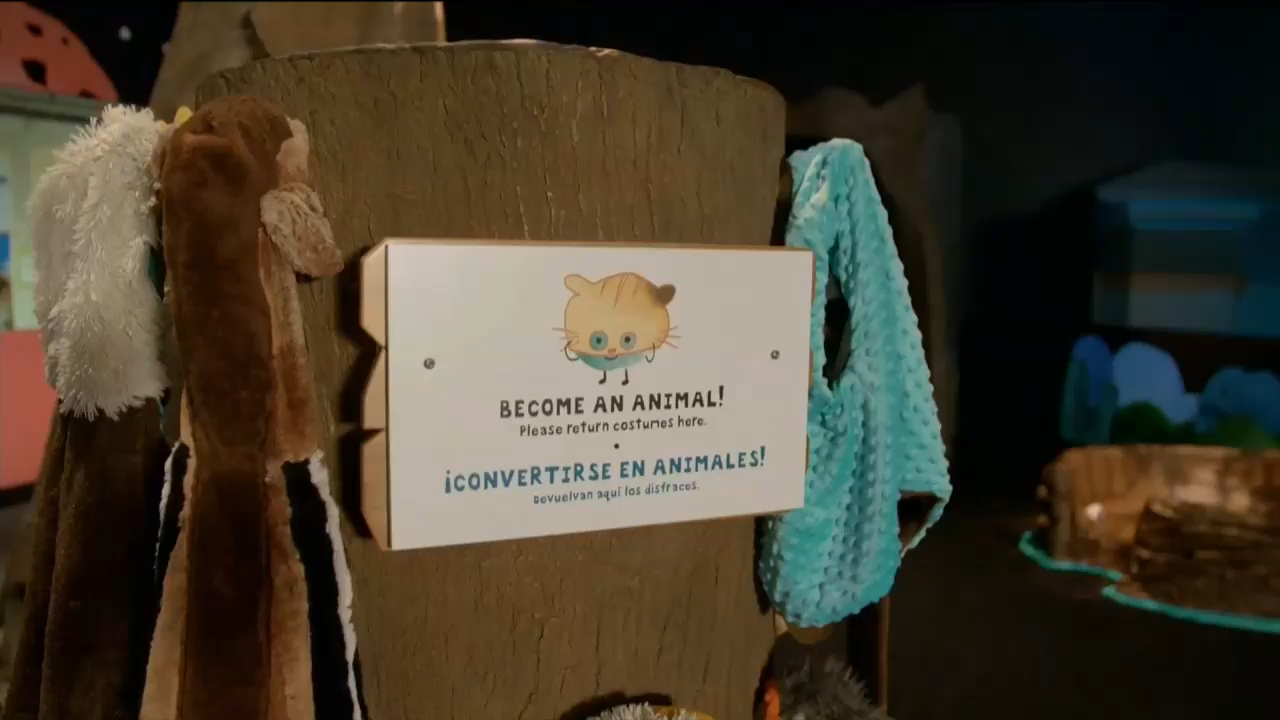 BECOME AN ANIMAL!
Please return costumes here.
¡CONVERTIRSE EN ANIMALES!
Devuelvan aquí los disfraces.